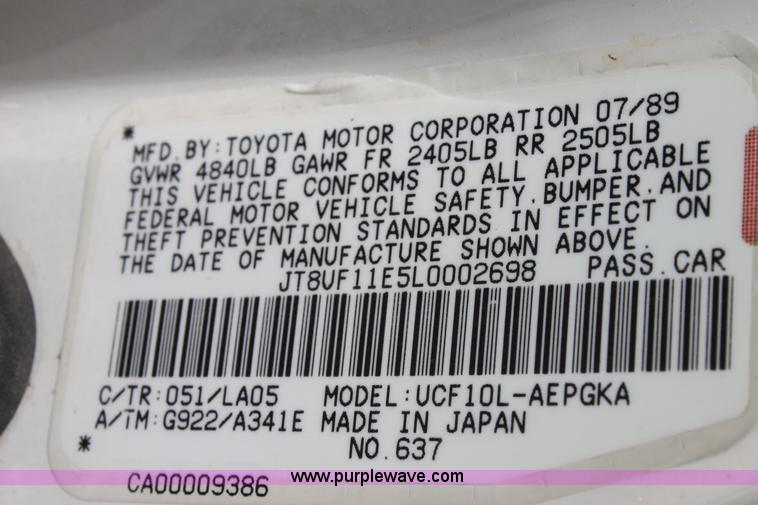 * MFD.BY:TOYOTA MOTOR CORPORATION 07/89
GVWR 4840LB GAWR FR 2405LB RR 2505LB
THIS VEHICLE CONFORMS TO ALL APPLICABLE
FEDERAL MOTOR VEHICLE SAFETY,BUMPER,AND
THEFT PREVENTION STANDARDS IN EFFECT ON
THE DATE OF MANUFACTURE SHOWN ABOVE.
JT8UF11E5L0002698 PASS.CAR
C/TR:051/LA05 MODEL:UCF10L-AEPGKA
A/TM:G922/A341E MADE IN JAPAN
* NO.637
www.purplewave.com
CA00009386